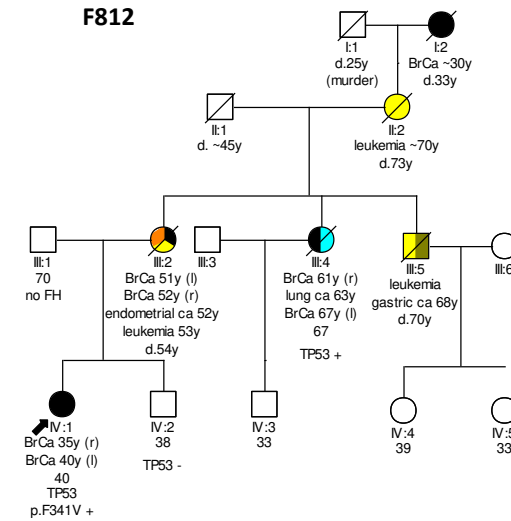 F812
I:1
d.25y
(murder)
I:2
BrCa ~30y
d.33y
II:1
d. ~45y
II:2
leukemia ~70y
d.73y
III:1
70
no FH
III:2
BrCa 51y (l)
BrCa 52y (r)
endometrial ca 52y
leukemia 53y
d.54y
III:3
III:4
BrCa 61y (r)
lung ca 63y
BrCa 67y (l)
67
TP53 +
III:5
leukemia
gastric ca 68y
d.70y
III:6
IV:1
BrCa 35y (r)
BrCa 40y (l)
40
TP53
p.F341V +
IV:2
38
TP53 -
IV:3
33
IV:4
39
IV:5
33